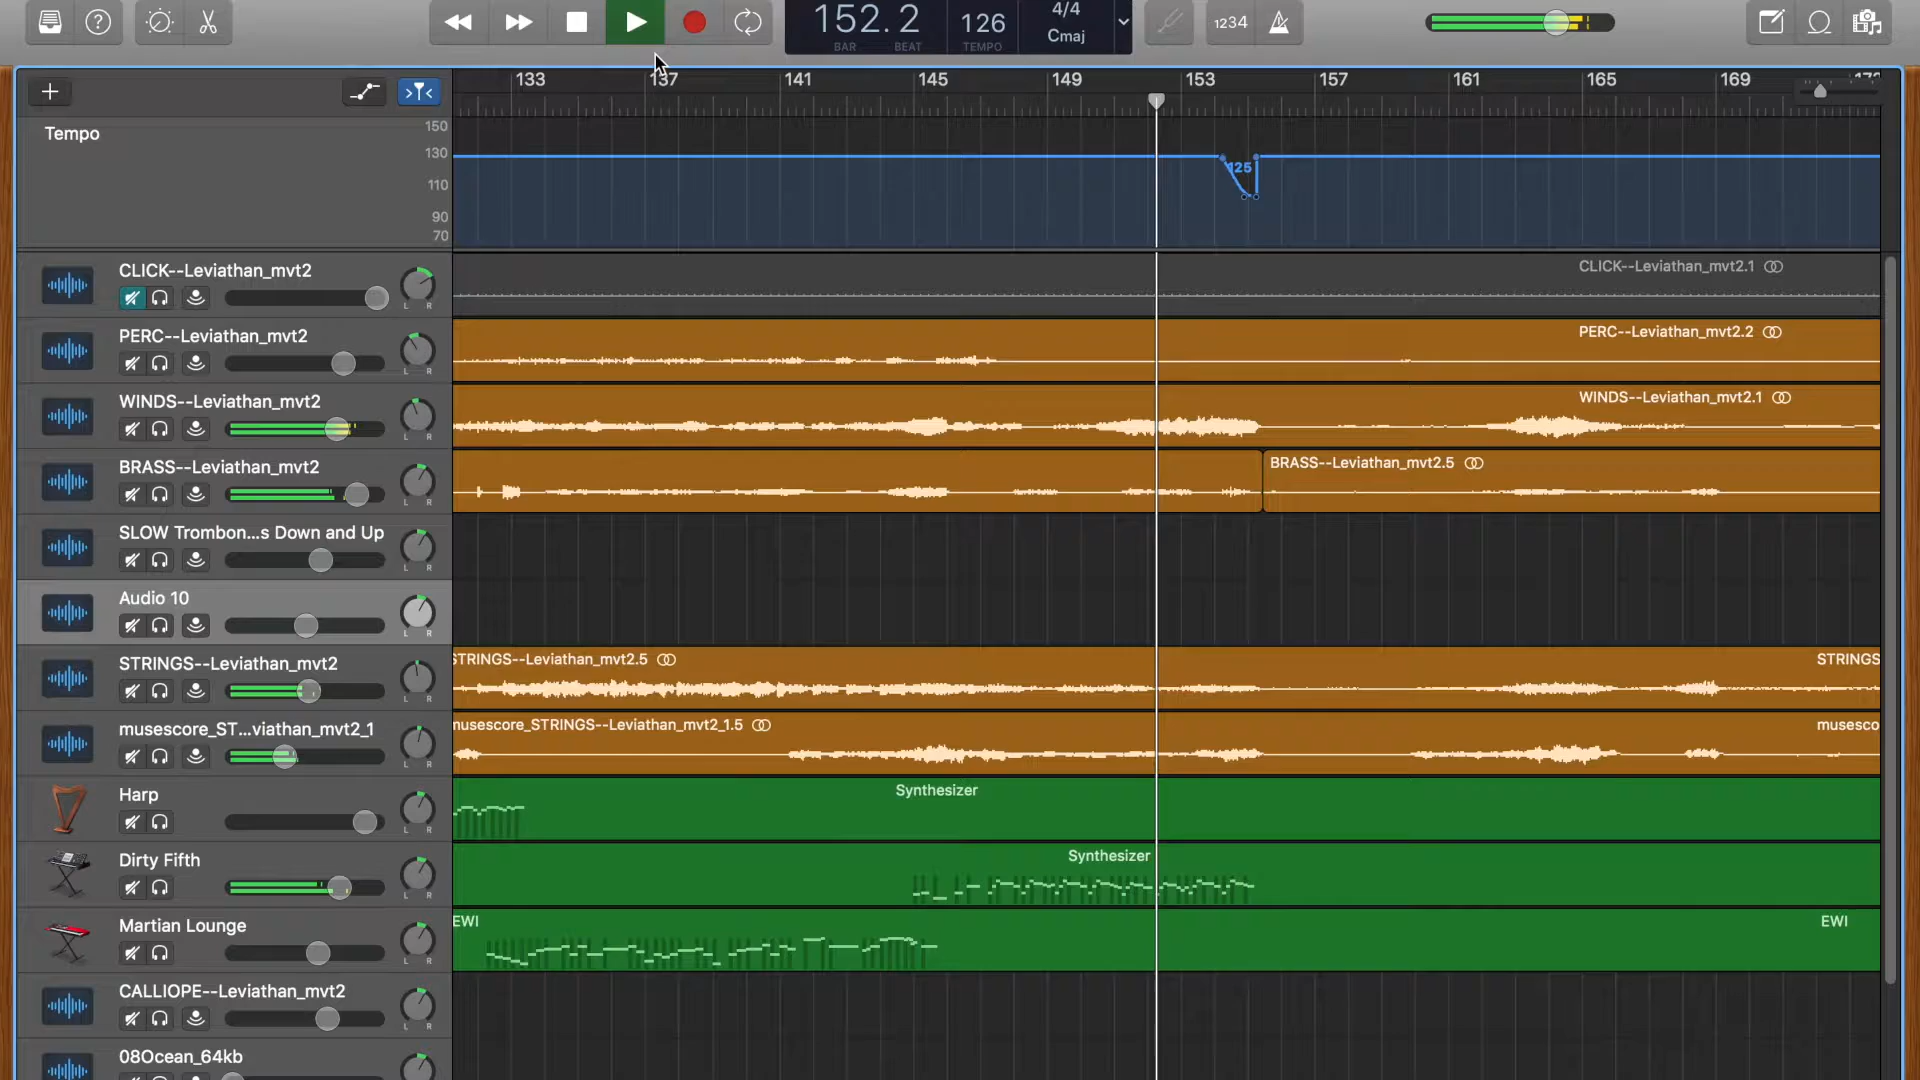 152.2 126 4/4 1234
BAR BEAT TEMPO Cmaj
133 137 141 145 149 153 157 161 165 169
Tempo
150
130
110
90
70
125
CLICK--Leviathan_mvt2
L R
CLICK--Leviathan_mvt2.1
PERC--Leviathan_mvt2
L R
PERC--Leviathan_mvt2.2
WINDS--Leviathan_mvt2
L R
WINDS--Leviathan_mvt2.1
BRASS--Leviathan_mvt2
L R
BRASS--Leviathan_mvt2.5
SLOW Trombon...s Down and Up
L R
Audio 10
L R
STRINGS--Leviathan_mvt2
L R
STRINGS--Leviathan_mvt2.5 STRINGS
musescore_ST...viathan_mvt2_1
L R
musescore_STRINGS--Leviathan_mvt2_1.5 musesco
Harp
L R
Synthesizer
Dirty Fifth
L R
Synthesizer
Martian Lounge
L R
EWI EWI
CALLIOPE--Leviathan_mvt2
L R
08Ocean_64kb